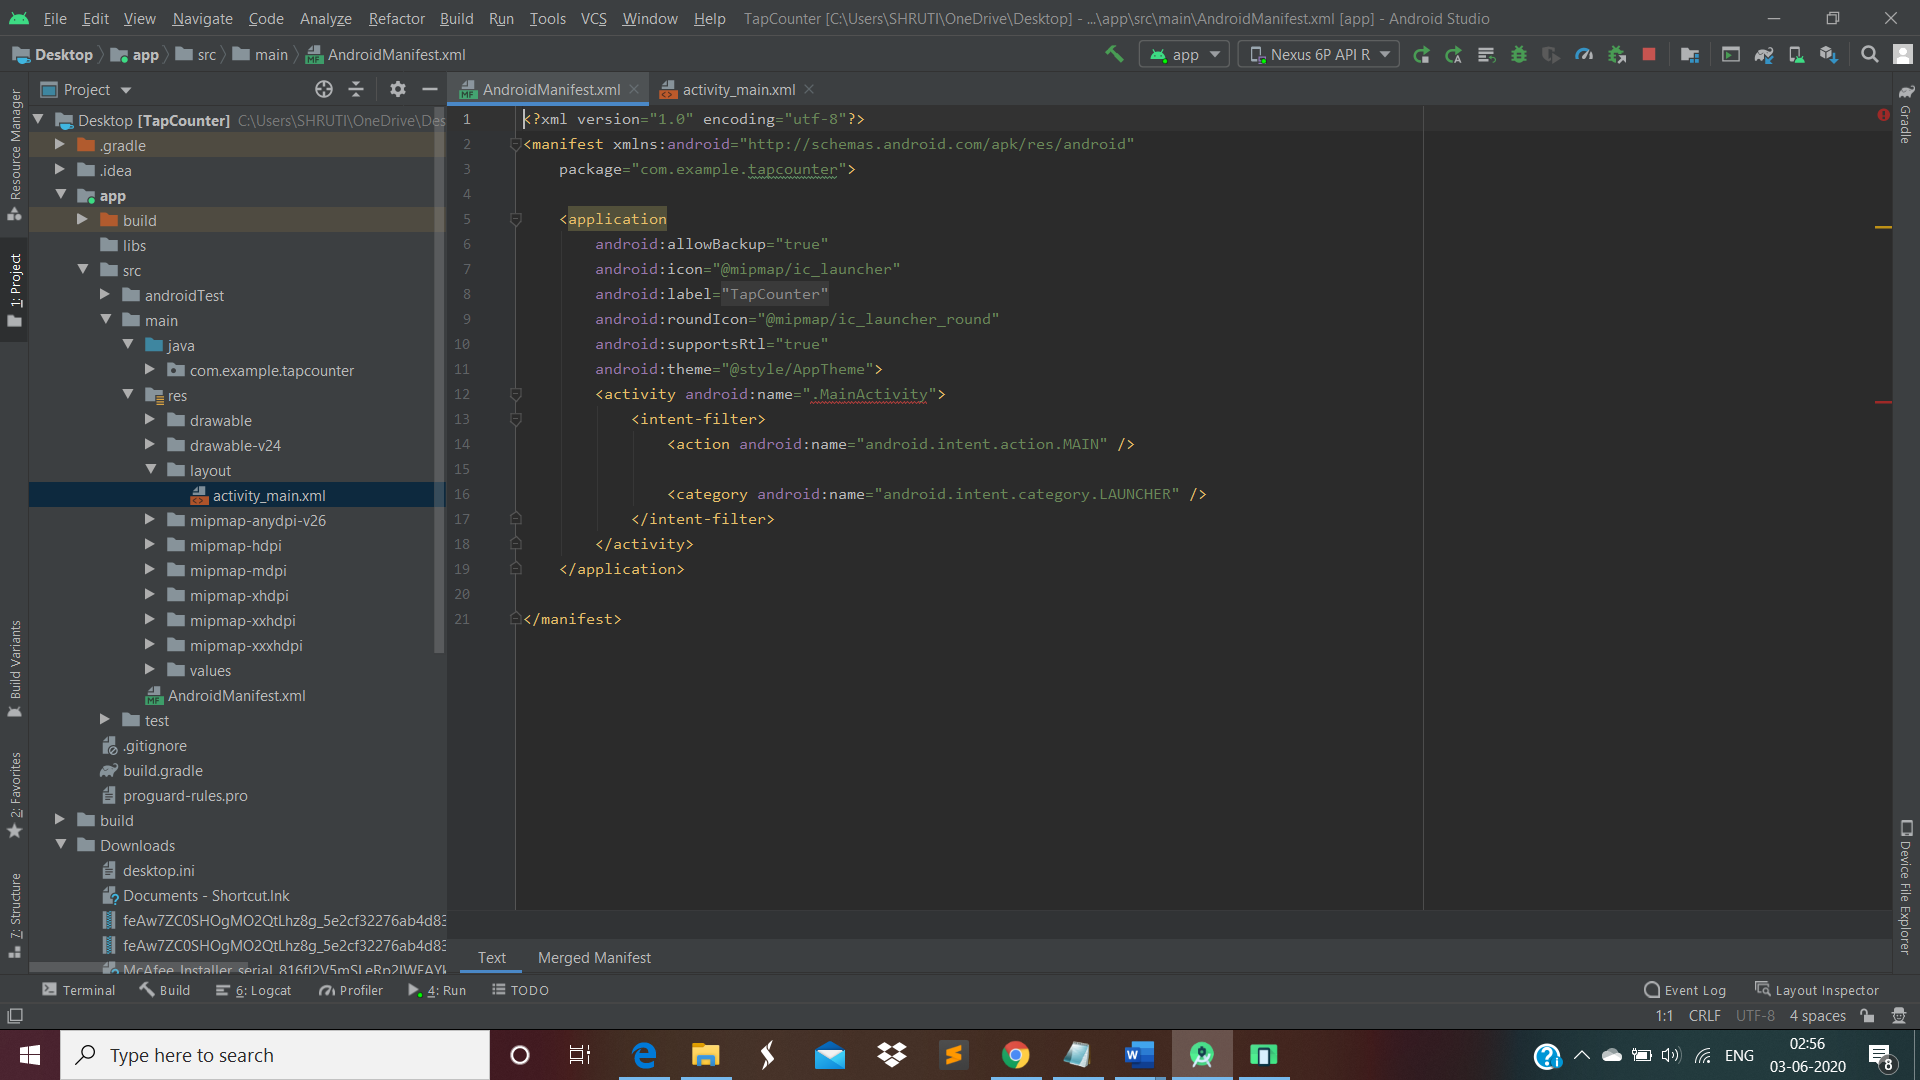 File Edit View Navigate Code Analyze Refactor Build Run Tools VCS Window Help TapCounter [C:\Users\SHRUTI\OneDrive\Desktop] - ...\app\src\main\AndroidManifest.xml [app] - Android Studio
Desktop app src main AndroidManifest.xml app Nexus 6P API R
Project AndroidManifest.xml activity_main.xml
Resource Manager
1: Project
Build Variants
2: Favorites
7: Structure
Desktop [TapCounter] C:\Users\SHRUTI\OneDrive\Des
.gradle
.idea
app
build
libs
src
androidTest
main
java
com.example.tapcounter
res
drawable
drawable-v24
layout
activity_main.xml
mipmap-anydpi-v26
mipmap-hdpi
mipmap-mdpi
mipmap-xhdpi
mipmap-xxhdpi
mipmap-xxxhdpi
values
AndroidManifest.xml
test
.gitignore
build.gradle
proguard-rules.pro
build
Downloads
desktop.ini
Documents - Shortcut.lnk
feAw7ZC0SHOgMO2QtLhz8g_5e2cf32276ab4d83
feAw7ZC0SHOgMO2QtLhz8g_5e2cf32276ab4d83
1 <?xml version="1.0" encoding="utf-8"?>
2 <manifest xmlns:android="http://schemas.android.com/apk/res/android"
3 package="com.example.tapcounter">
4
5 <application
6 android:allowBackup="true"
7 android:icon="@mipmap/ic_launcher"
8 android:label="TapCounter"
9 android:roundIcon="@mipmap/ic_launcher_round"
10 android:supportsRtl="true"
11 android:theme="@style/AppTheme">
12 <activity android:name=".MainActivity">
13 <intent-filter>
14 <action android:name="android.intent.action.MAIN" />
15
16 <category android:name="android.intent.category.LAUNCHER" />
17 </intent-filter>
18 </activity>
19 </application>
20
21 </manifest>
Gradle
Device File Explorer
Text Merged Manifest
Terminal Build 6: Logcat Profiler 4: Run TODO Event Log Layout Inspector
1:1 CRLF UTF-8 4 spaces
Type here to search
ENG
02:56
03-06-2020
8